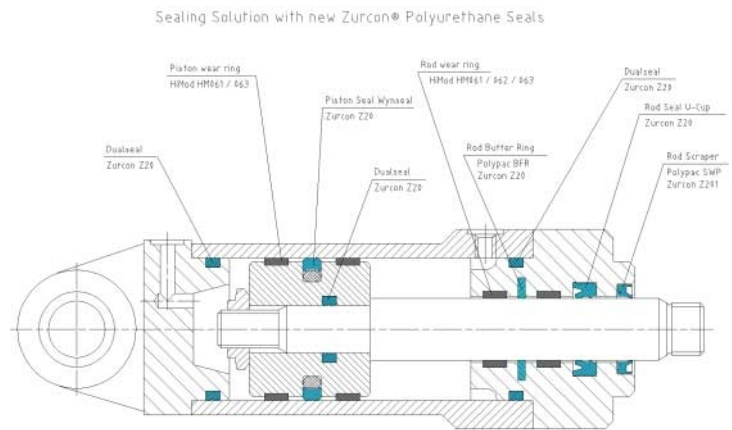 Sealing Solution with new Zurcon® Polyurethane Seals
Piston wear ring
HiMod HM061 / 063
Rod wear ring
HiMod HM061 / 062 / 063
Dualseal
Zurcon Z20
Piston Seal Wynseal
Zurcon Z20
Rod Seal U-Cup
Zurcon Z20
Dualseal
Zurcon Z20
Rod Buffer Ring
Polypac BFR
Zurcon Z20
Rod Scraper
Polypac SWP
Zurcon Z201
Dualseal
Zurcon Z20